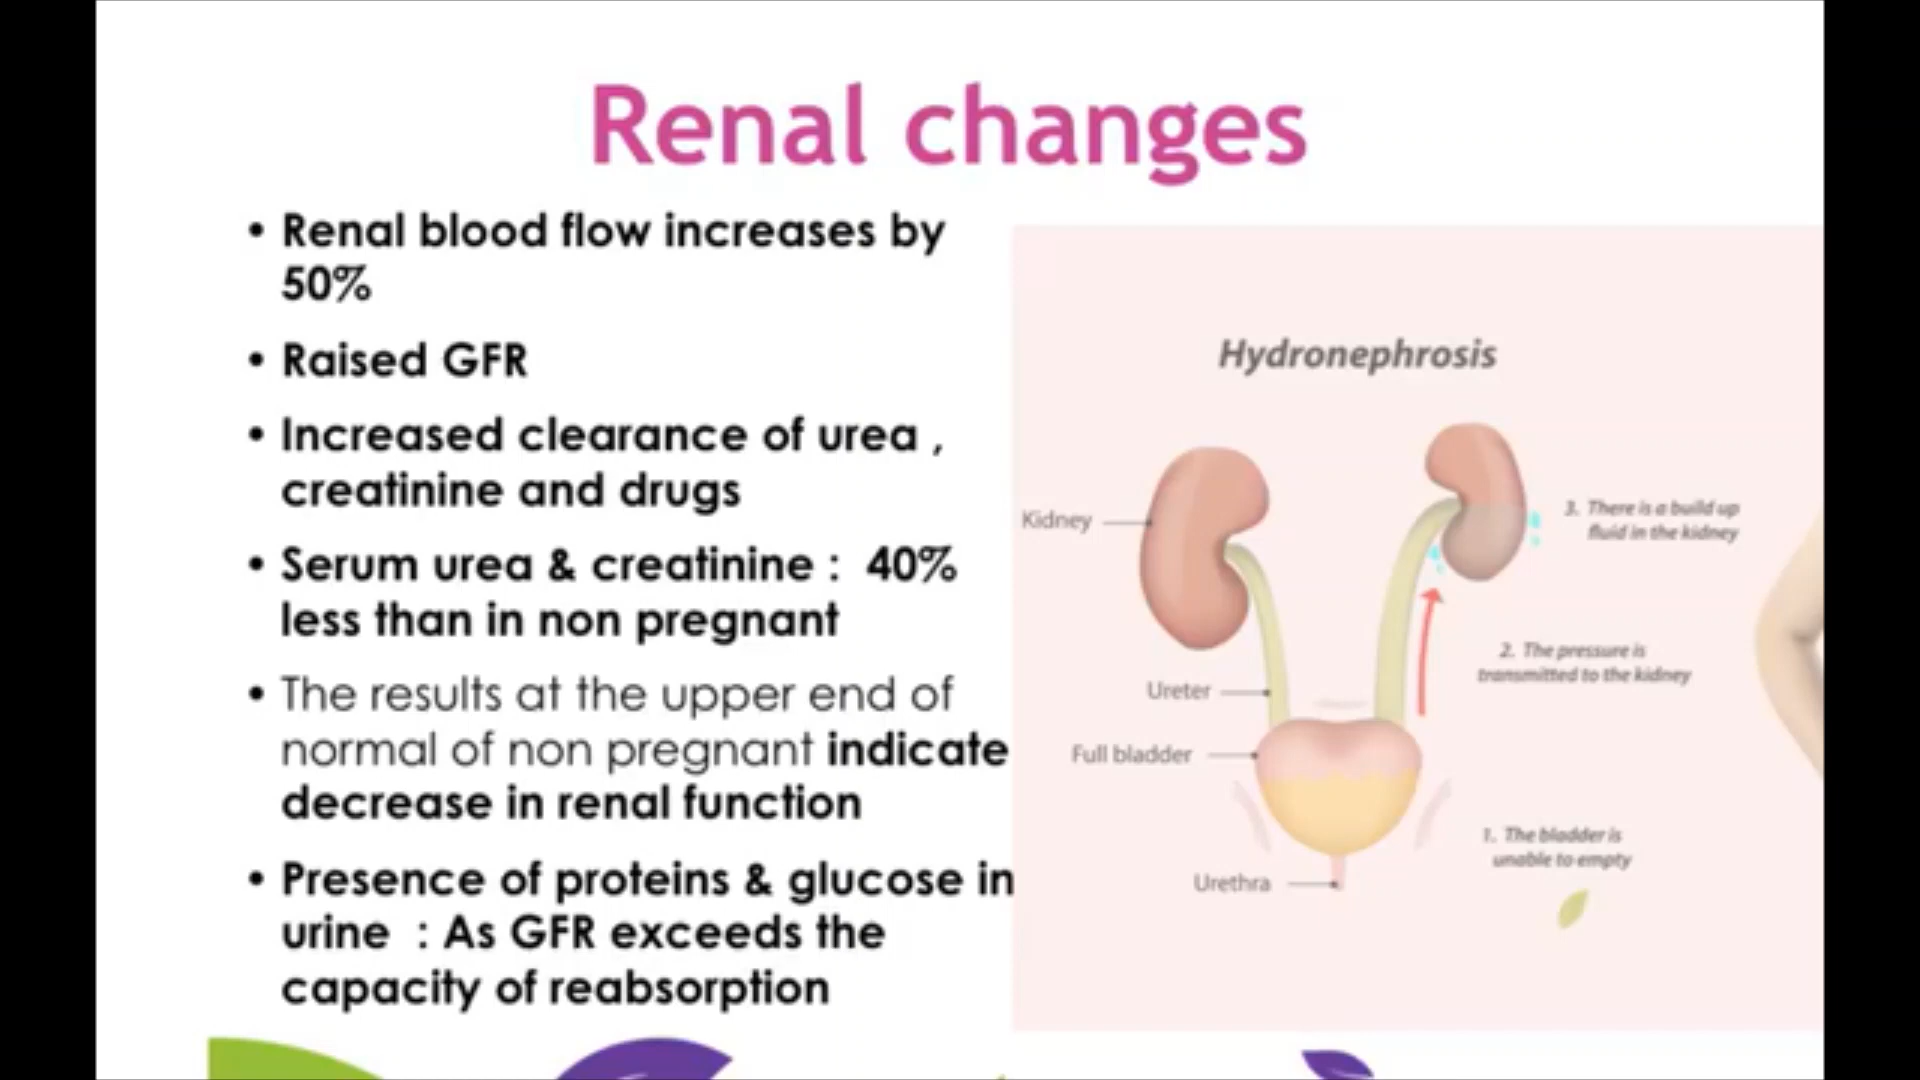 Renal changes
• Renal blood flow increases by
50%
• Raised GFR
• Increased clearance of urea ,
creatinine and drugs
• Serum urea & creatinine : 40%
less than in non pregnant
• The results at the upper end of
normal of non pregnant indicate
decrease in renal function
• Presence of proteins & glucose in
urine : As GFR exceeds the
capacity of reabsorption
Hydronephrosis
Kidney
3. There is a build up
fluid in the kidney
2. The pressure is
transmitted to the kidney
Ureter
Full bladder
1. The bladder is
unable to empty
Urethra